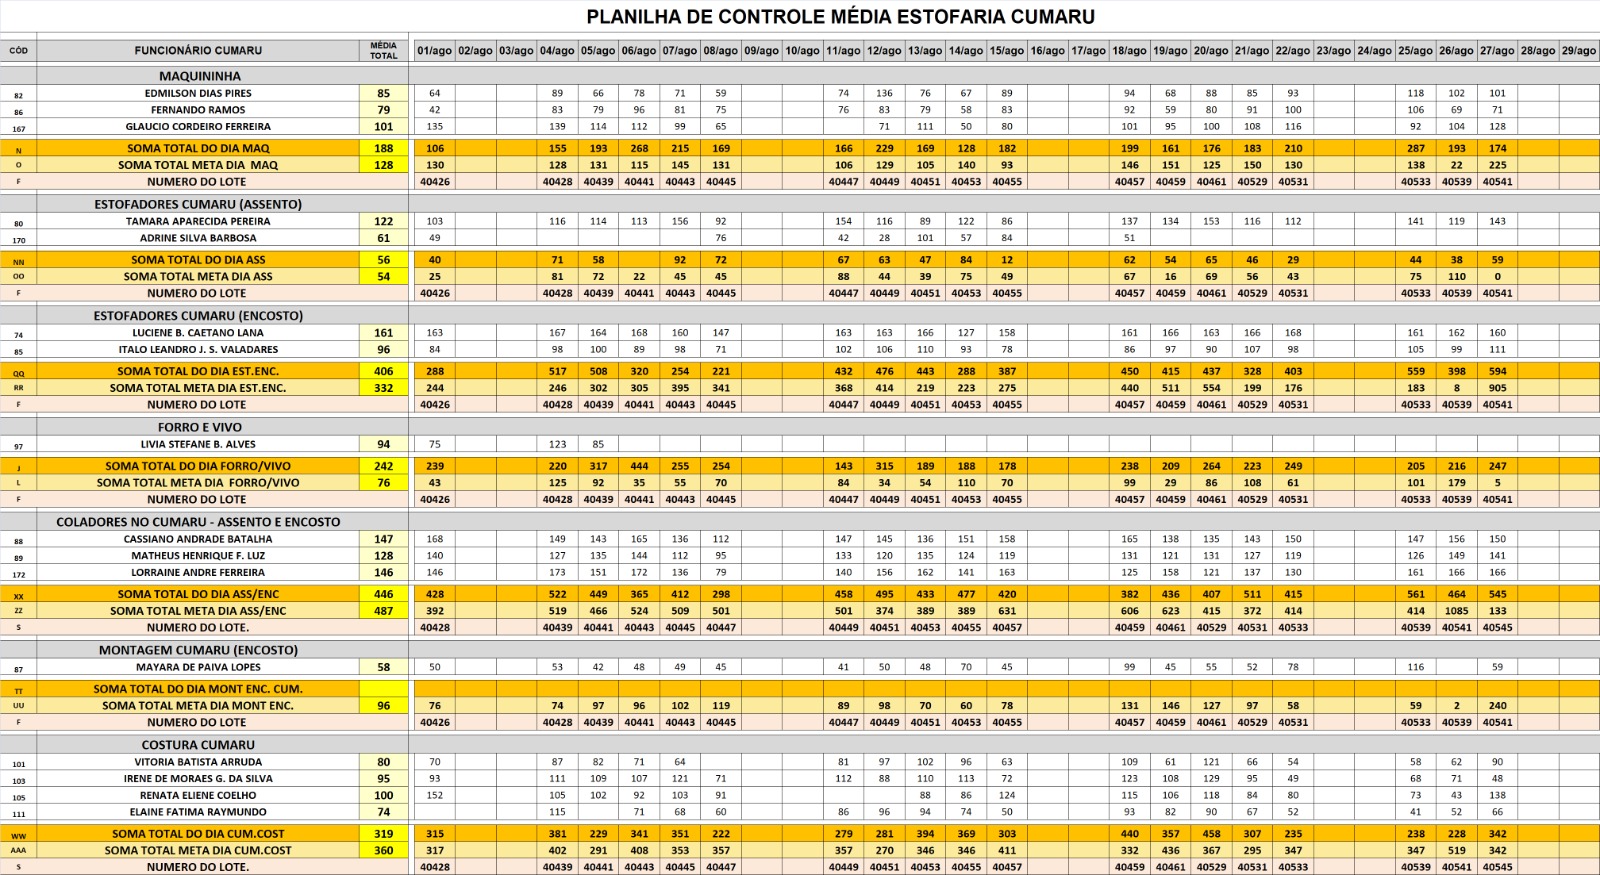 PLANILHA DE CONTROLE MÉDIA ESTOFARIA CUMARU
CÓD FUNCIONÁRIO CUMARU MÉDIA TOTAL 01/ago 02/ago 03/ago 04/ago 05/ago 06/ago 07/ago 08/ago 09/ago 10/ago 11/ago 12/ago 13/ago 14/ago 15/ago 16/ago 17/ago 18/ago 19/ago 20/ago 21/ago 22/ago 23/ago 24/ago 25/ago 26/ago 27/ago 28/ago 29/ago
MAQUININHA
82 EDMILSON DIAS PIRES 85 64 89 66 78 71 59 74 136 76 67 89 94 68 88 85 93 118 102 101
86 FERNANDO RAMOS 79 42 83 79 96 81 75 76 83 79 58 83 92 59 80 91 100 106 69 71
167 GLAUCIO CORDEIRO FERREIRA 101 135 139 114 112 99 65 71 111 50 80 101 95 100 108 116 92 104 128
N SOMA TOTAL DO DIA MAQ 188 106 155 193 268 215 169 166 229 169 128 182 199 161 176 183 210 287 193 174
O SOMA TOTAL META DIA MAQ 128 130 128 131 115 145 131 106 129 105 140 93 146 151 125 150 130 138 22 225
F NUMERO DO LOTE 40426 40428 40439 40441 40443 40445 40447 40449 40451 40453 40455 40457 40459 40461 40529 40531 40533 40539 40541
ESTOFADORES CUMARU (ASSENTO)
80 TAMARA APARECIDA PEREIRA 122 103 116 114 113 156 92 154 116 89 122 86 137 134 153 116 112 141 119 143
170 ADRINE SILVA BARBOSA 61 49 76 42 28 101 57 84 51
NN SOMA TOTAL DO DIA ASS 56 40 71 58 92 72 67 63 47 84 12 62 54 65 46 29 44 38 59
OO SOMA TOTAL META DIA ASS 54 25 81 72 22 45 45 88 44 39 75 49 67 16 69 56 43 75 110 0
F NUMERO DO LOTE 40426 40428 40439 40441 40443 40445 40447 40449 40451 40453 40455 40457 40459 40461 40529 40531 40533 40539 40541
ESTOFADORES CUMARU (ENCOSTO)
74 LUCIENE B. CAETANO LANA 161 163 167 164 168 160 147 163 163 166 127 158 161 166 163 166 168 161 162 160
85 ITALO LEANDRO J. S. VALADARES 96 84 98 100 89 98 71 102 106 110 93 78 86 97 90 107 98 105 99 111
QQ SOMA TOTAL DO DIA EST.ENC. 406 288 517 508 320 254 221 432 476 443 288 387 450 415 437 328 403 559 398 594
RR SOMA TOTAL META DIA EST.ENC. 332 244 246 302 305 395 341 368 414 219 223 275 440 511 554 199 176 183 8 905
F NUMERO DO LOTE 40426 40428 40439 40441 40443 40445 40447 40449 40451 40453 40455 40457 40459 40461 40529 40531 40533 40539 40541
FORRO E VIVO
97 LIVIA STEFANE B. ALVES 94 75 123 85
J SOMA TOTAL DO DIA FORRO/VIVO 242 239 220 317 444 255 254 143 315 189 188 178 238 209 264 223 249 205 216 247
L SOMA TOTAL META DIA FORRO/VIVO 76 43 125 92 35 55 70 84 34 54 110 70 99 29 86 108 61 101 179 5
F NUMERO DO LOTE 40426 40428 40439 40441 40443 40445 40447 40449 40451 40453 40455 40457 40459 40461 40529 40531 40533 40539 40541
COLADORES NO CUMARU - ASSENTO E ENCOSTO
88 CASSIANO ANDRADE BATALHA 147 168 149 143 165 136 112 147 145 136 151 158 165 138 135 143 150 147 156 150
89 MATHEUS HENRIQUE F. LUZ 128 140 127 135 144 112 95 133 120 135 124 119 131 121 131 127 119 126 149 141
172 LORRAINE ANDRE FERREIRA 146 146 173 151 172 136 79 140 156 162 141 163 125 158 121 137 130 161 166 166
XX SOMA TOTAL DO DIA ASS/ENC 446 428 522 449 365 412 298 458 495 433 477 420 382 436 407 511 415 561 464 545
ZZ SOMA TOTAL META DIA ASS/ENC 487 392 519 466 524 509 501 501 374 389 389 631 606 623 415 372 414 414 1085 133
S NUMERO DO LOTE. 40428 40439 40441 40443 40445 40447 40449 40451 40453 40455 40457 40459 40461 40529 40531 40533 40539 40541 40545
MONTAGEM CUMARU (ENCOSTO)
87 MAYARA DE PAIVA LOPES 58 50 53 42 48 49 45 41 50 48 70 45 99 45 55 52 78 116 59
TT SOMA TOTAL DO DIA MONT ENC. CUM.
UU SOMA TOTAL META DIA MONT ENC. 96 76 74 97 96 102 119 89 98 70 60 78 131 146 127 97 58 59 2 240
F NUMERO DO LOTE 40426 40428 40439 40441 40443 40445 40447 40449 40451 40453 40455 40457 40459 40461 40529 40531 40533 40539 40541
COSTURA CUMARU
101 VITORIA BATISTA ARRUDA 80 70 87 82 71 64 81 97 102 96 63 109 61 121 66 54 58 62 90
103 IRENE DE MORAES G. DA SILVA 95 93 111 109 107 121 71 112 88 110 113 72 123 108 129 95 49 68 71 48
105 RENATA ELIENE COELHO 100 152 105 102 92 103 91 88 86 124 115 106 118 84 80 73 43 138
111 ELAINE FATIMA RAYMUNDO 74 115 71 68 60 86 96 94 74 50 93 82 90 67 52 41 52 66
WW SOMA TOTAL DO DIA CUM.COST 319 315 381 229 341 351 222 279 281 394 369 303 440 357 458 307 235 238 228 342
AAA SOMA TOTAL META DIA CUM.COST 360 317 402 291 408 353 357 357 270 346 346 411 332 436 367 295 347 347 519 342
S NUMERO DO LOTE. 40428 40439 40441 40443 40445 40447 40449 40451 40453 40455 40457 40459 40461 40529 40531 40533 40539 40541 40545